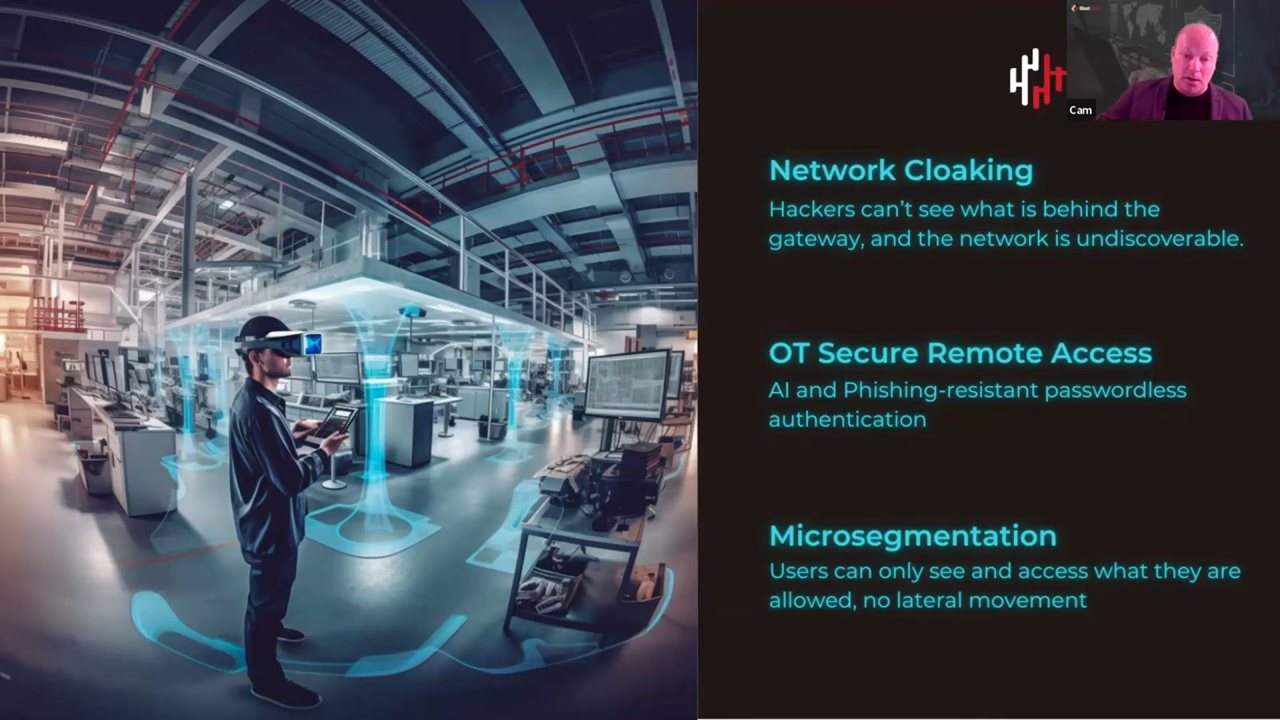 Cam
Network Cloaking
Hackers can’t see what is behind the
gateway, and the network is undiscoverable.
OT Secure Remote Access
AI and Phishing-resistant passwordless
authentication
Microsegmentation
Users can only see and access what they are
allowed, no lateral movement